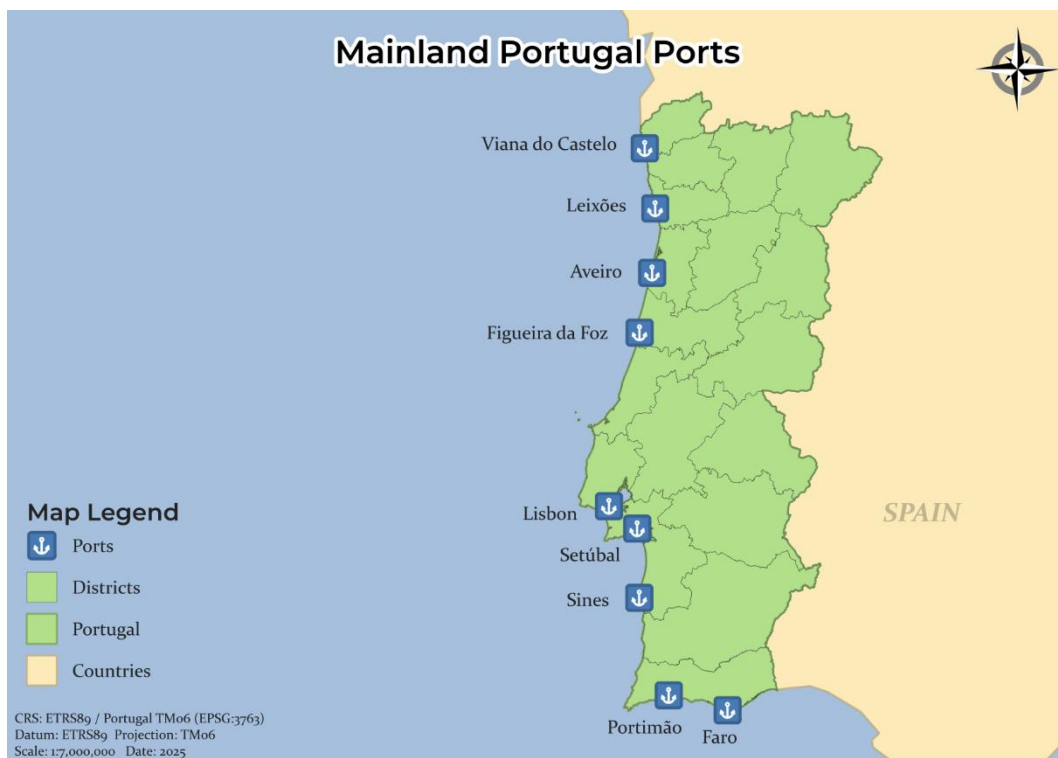 Mainland Portugal Ports
Viana do Castelo
Leixões
Aveiro
Figueira da Foz
Lisbon
Setúbal
Sines
Portimão
Faro
SPAIN
Map Legend
Ports
Districts
Portugal
Countries
CRS: ETRS89 / Portugal TM06 (EPSG:3763)
Datum: ETRS89 Projection: TM06
Scale: 1:7,000,000 Date: 2025